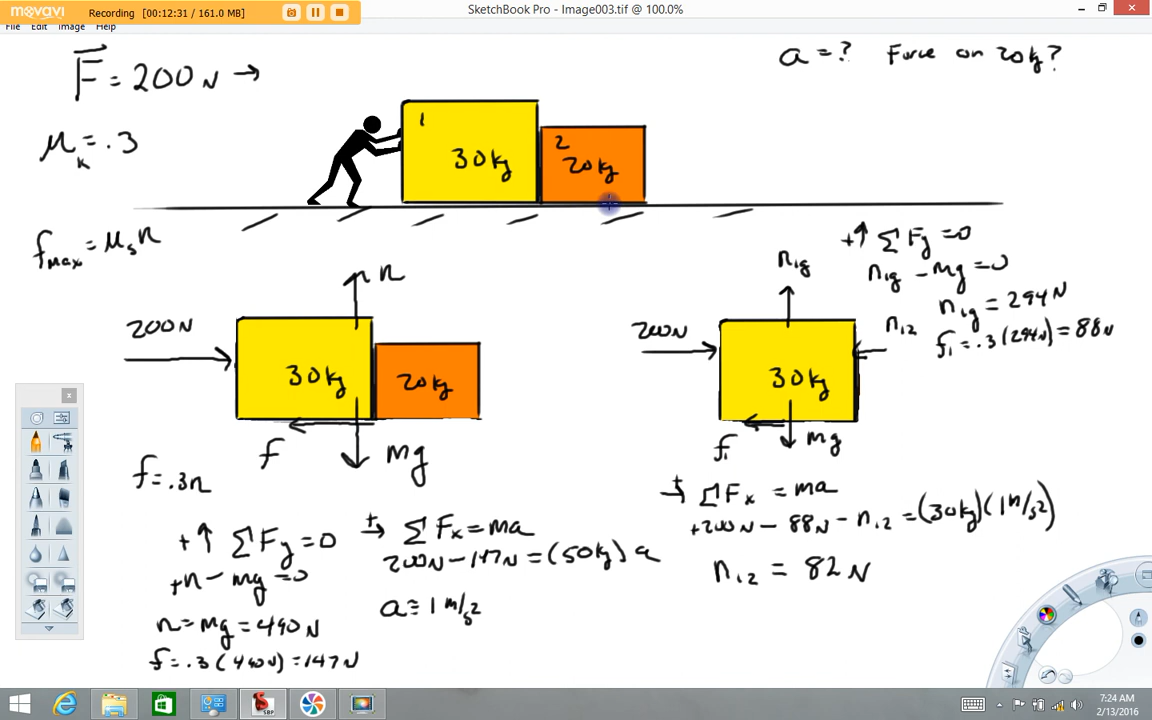 Recording [ 00:12:31 / 161.0 MB ]
movavi
SketchBook Pro - Image003.tif @ 100.0%
File Edit Image Help
F = 200 N →
a = ? Force on 20kg?
μk = .3
1
30kg
2
20kg
fmax = μs n
+↑ ΣFy = 0
n1g - mg = 0
n1g = 294 N
f1 = .3(294N) = 88N
n
200N
30kg
20kg
f
mg
n1g
200N
n12
30kg
f1
mg
f = .3n
+↑ ΣFy = 0
+n - mg = 0
n = mg = 490 N
f = .3(490N) = 147N
+→ ΣFx = ma
200N - 147N = (50kg) a
a = 1 m/s2
+→ ΣFx = ma
+200N - 88N - n12 = (30kg)(1m/s2)
n12 = 82 N
SBP
7:24 AM
2/13/2016